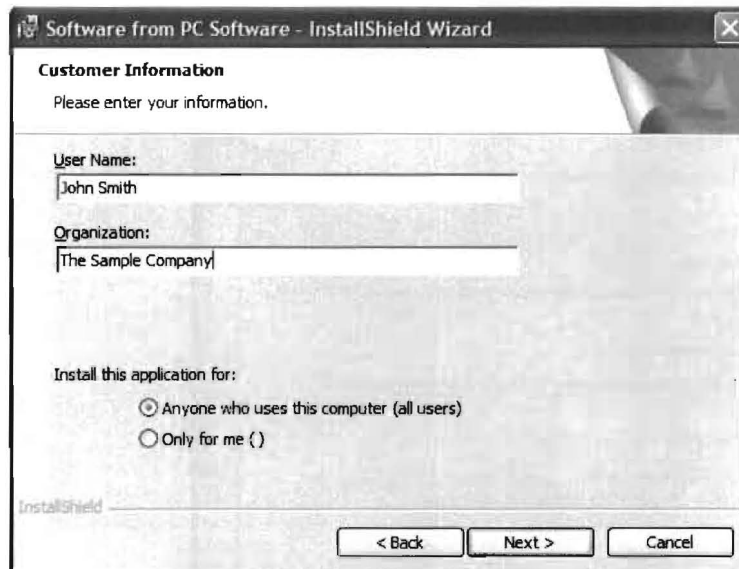 Software from PC Software - InstallShield Wizard
Customer Information
Please enter your information.
User Name:
John Smith
Organization:
The Sample Company
Install this application for:
Anyone who uses this computer (all users)
Only for me ( )
InstallShield
< Back Next > Cancel